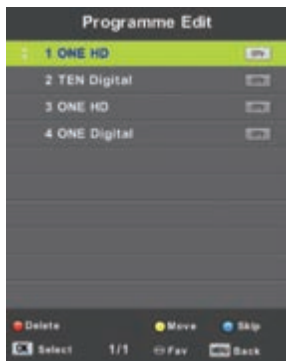 Programme Edit
1 ONE HD
2 TEN Digital
3 ONE HD
4 ONE Digital
Delete Move Skip
OK Select 1/1 Fav Back